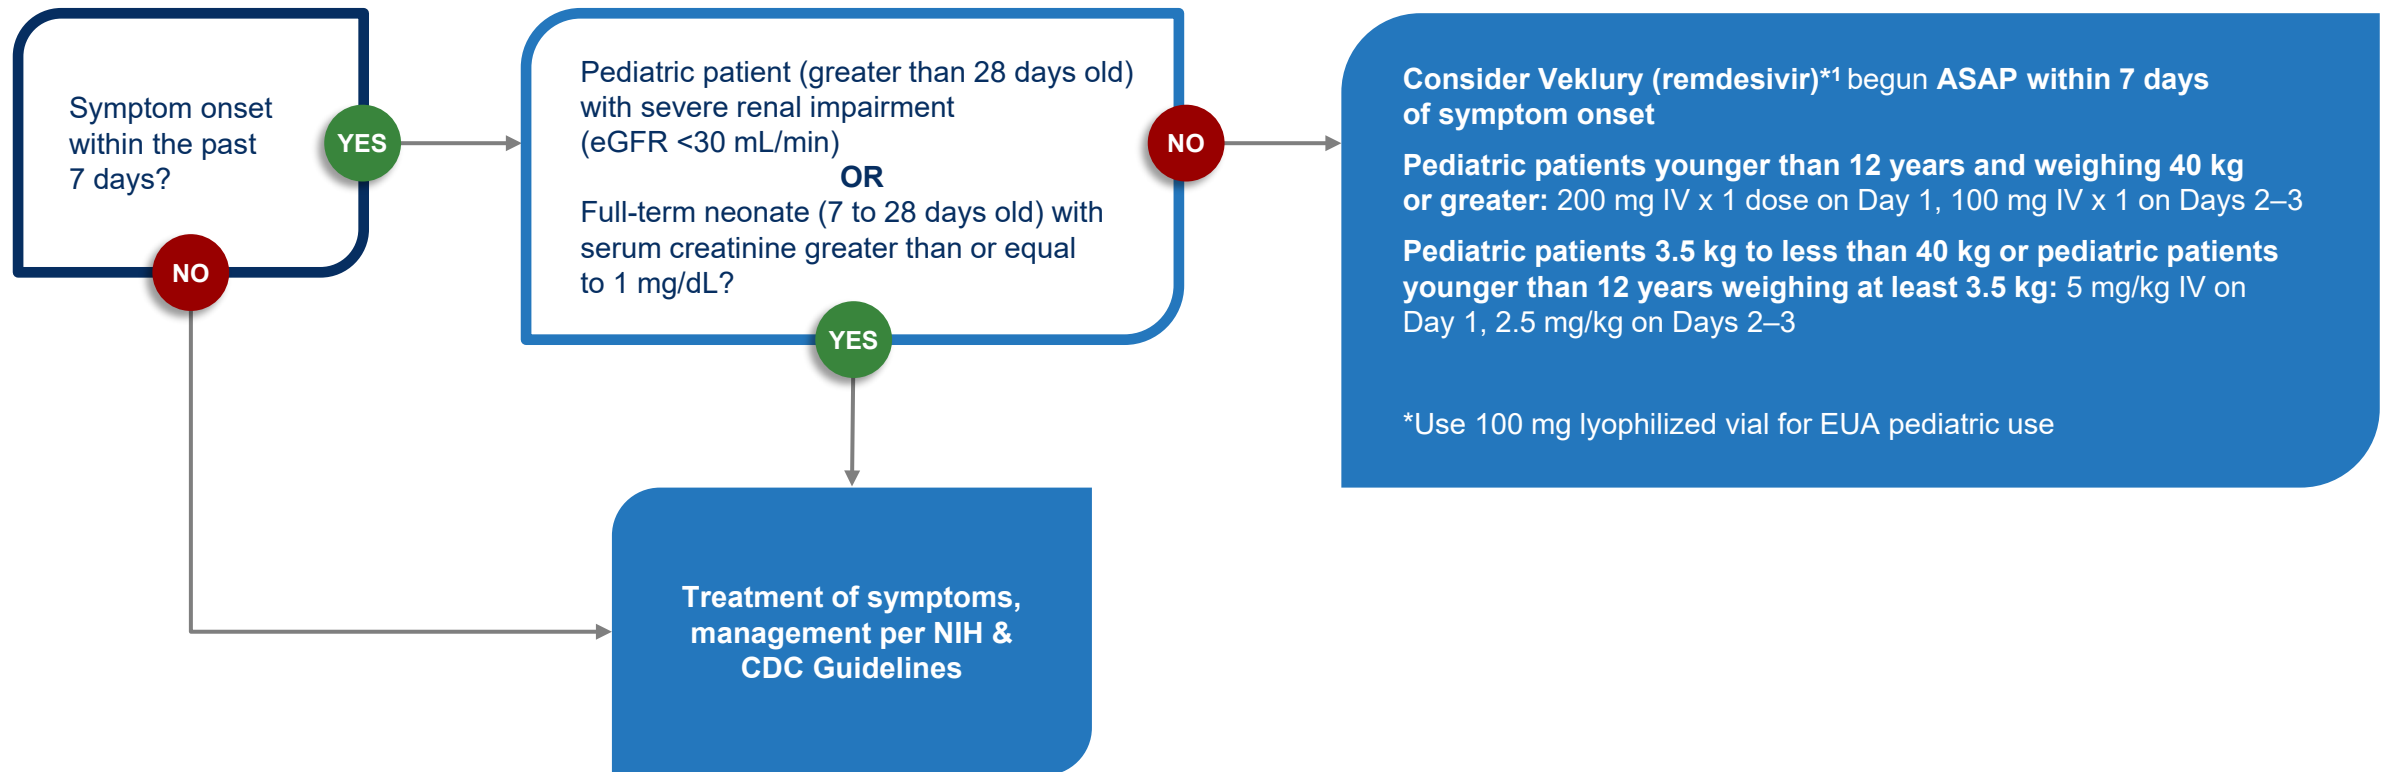 Symptom onset
within the past
7 days?
YES
NO
Pediatric patient (greater than 28 days old)
with severe renal impairment
(eGFR <30 mL/min)
OR
Full-term neonate (7 to 28 days old) with
serum creatinine greater than or equal
to 1 mg/dL?
NO
YES
Consider Veklury (remdesivir)*¹ begun ASAP within 7 days
of symptom onset
Pediatric patients younger than 12 years and weighing 40 kg
or greater: 200 mg IV x 1 dose on Day 1, 100 mg IV x 1 on Days 2–3
Pediatric patients 3.5 kg to less than 40 kg or pediatric patients
younger than 12 years weighing at least 3.5 kg: 5 mg/kg IV on
Day 1, 2.5 mg/kg on Days 2–3
*Use 100 mg lyophilized vial for EUA pediatric use
Treatment of symptoms,
management per NIH &
CDC Guidelines